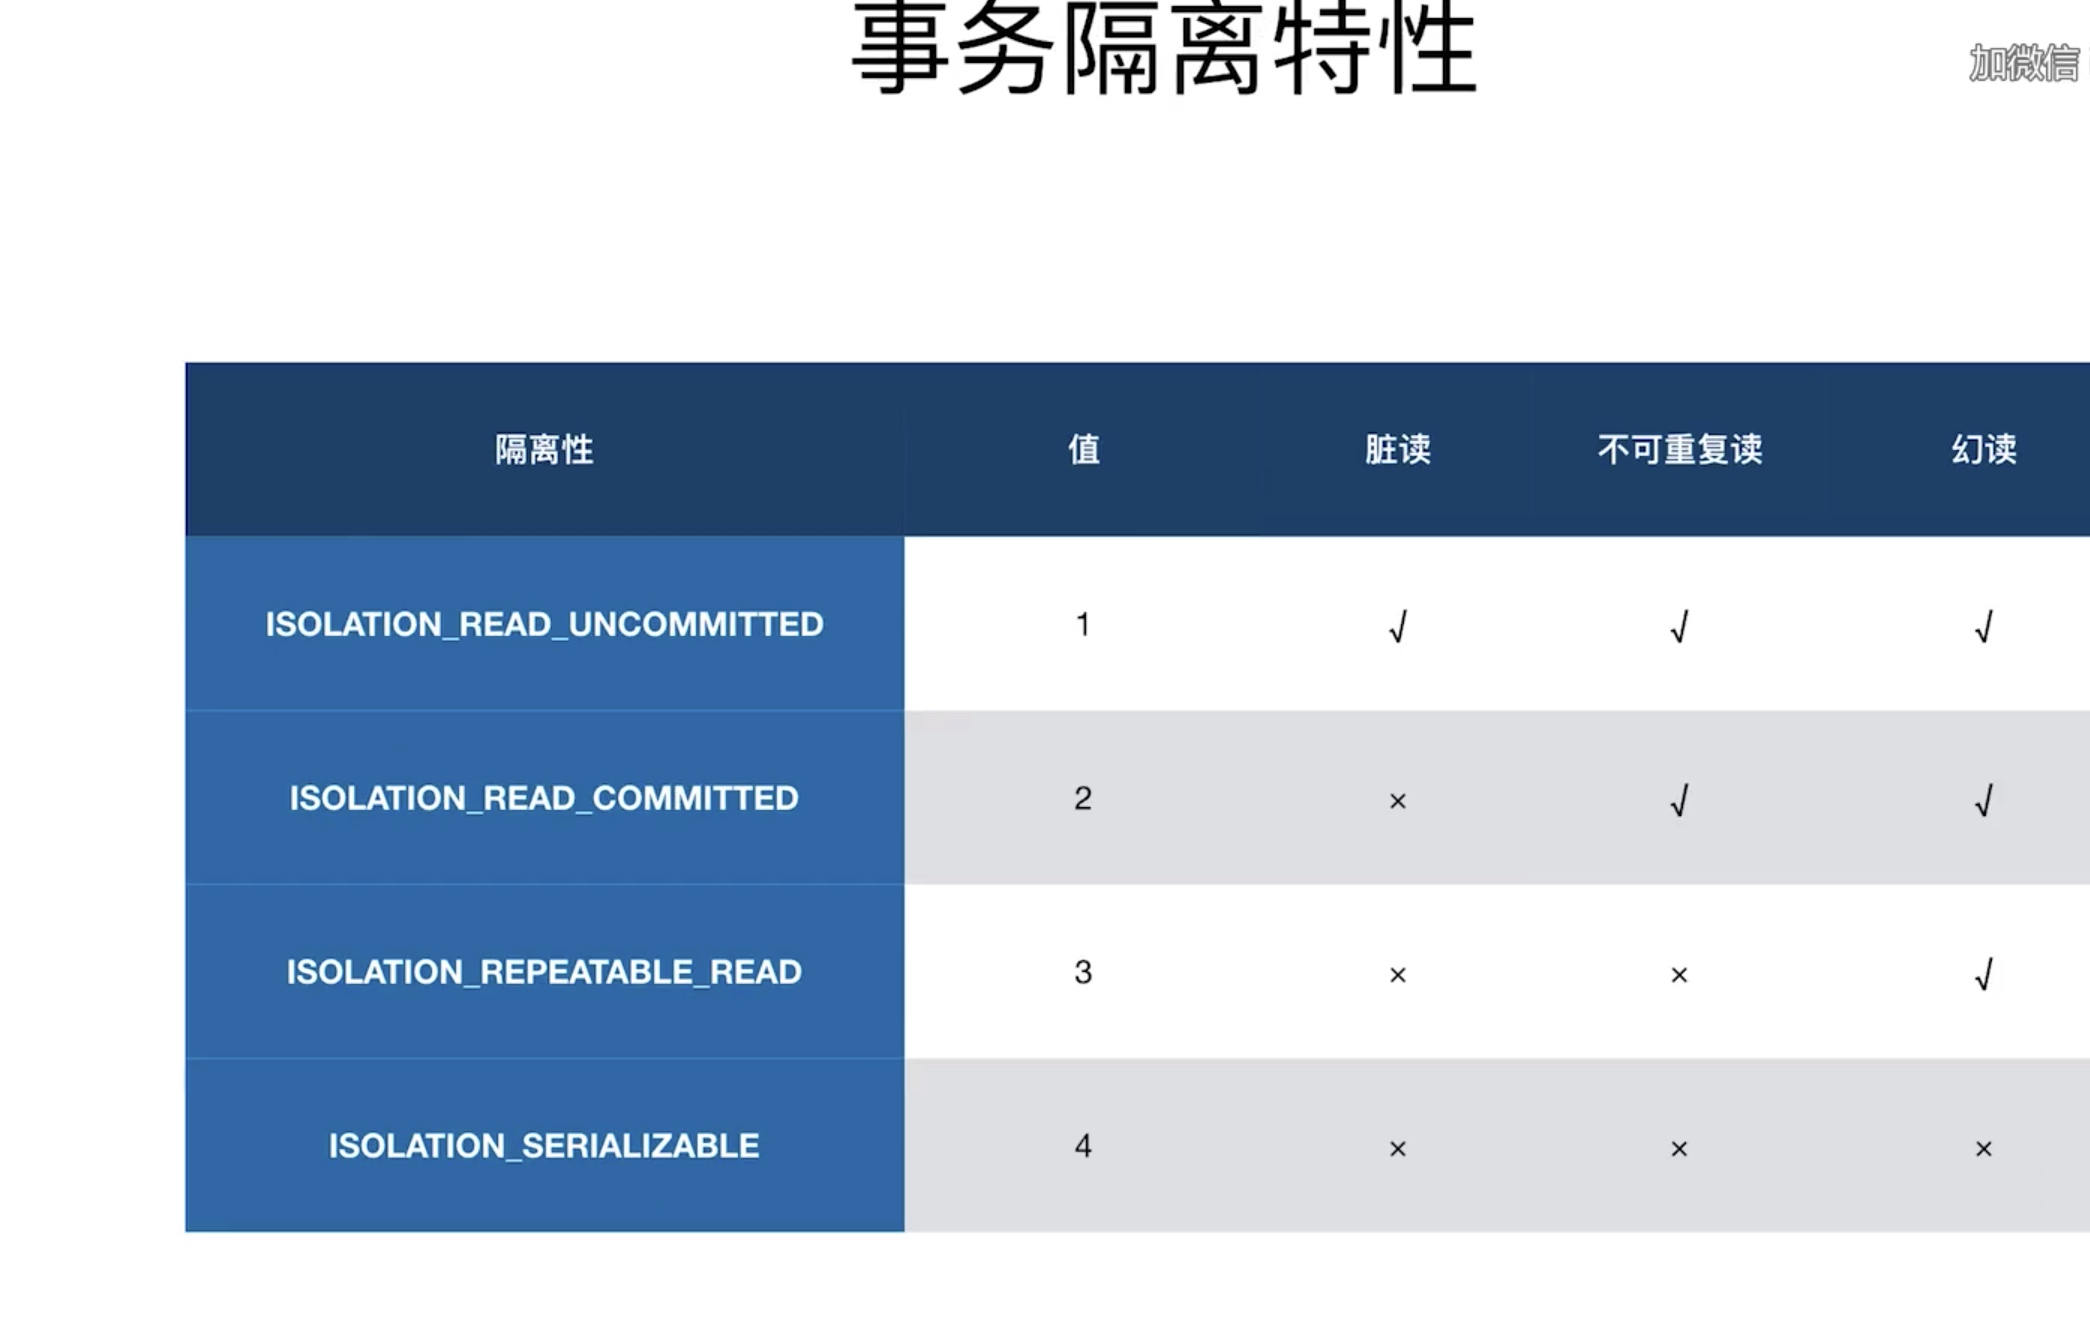 事务隔离特性
加微信
隔离性 值 脏读 不可重复读 幻读
ISOLATION_READ_UNCOMMITTED 1 √ √ √
ISOLATION_READ_COMMITTED 2 × √ √
ISOLATION_REPEATABLE_READ 3 × × √
ISOLATION_SERIALIZABLE 4 × × ×